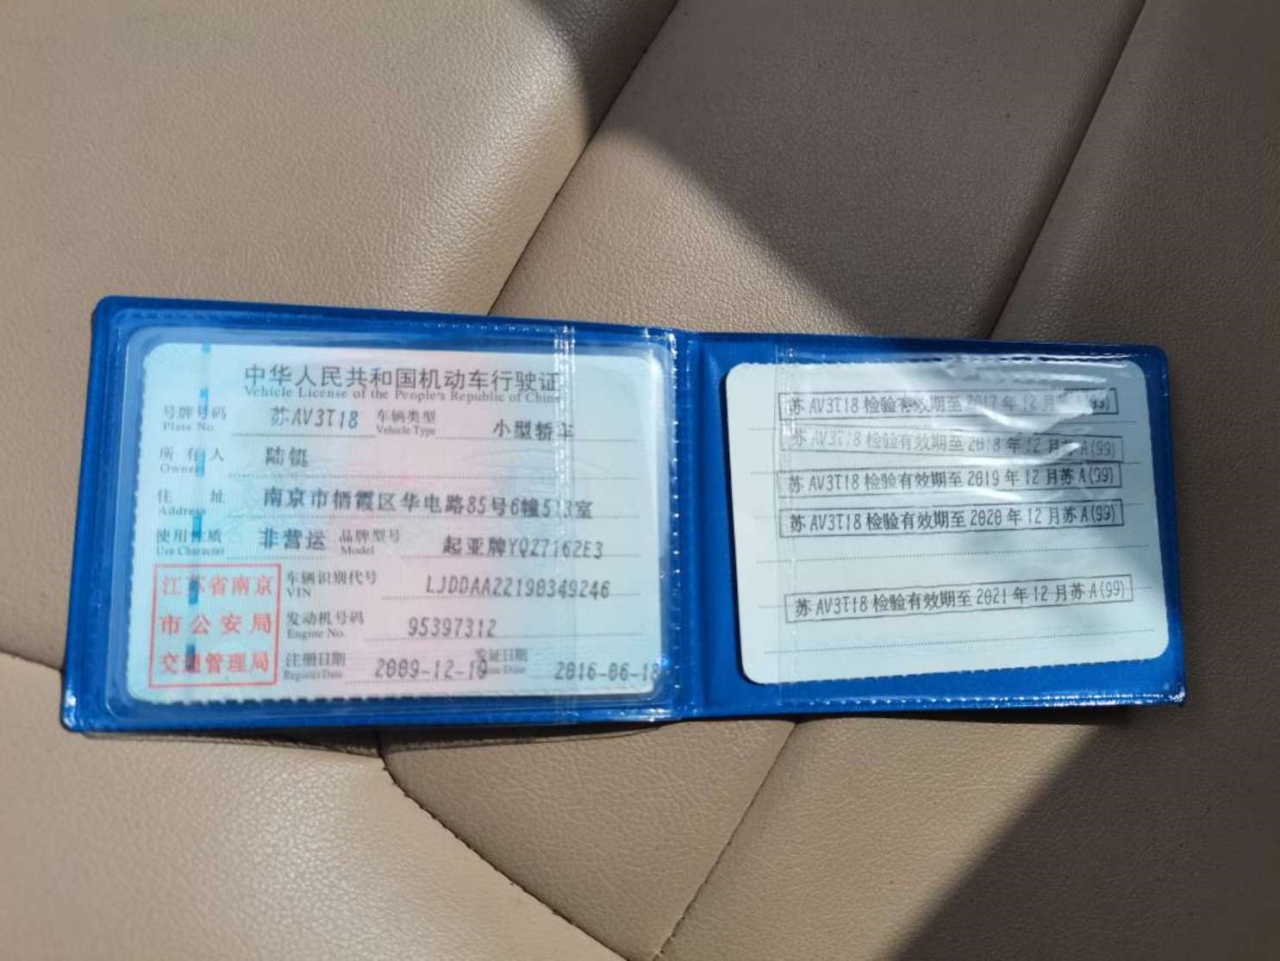 中华人民共和国机动车行驶证
Vehicle License of the People's Republic of China
号牌号码 苏AV3T18 车辆类型 小型轿车
Plate No. Vehicle Type
所有人 陆铤
Owner
住址 南京市栖霞区华电路85号6幢513室
Address
使用性质 非营运 品牌型号 起亚牌YQZ7162E3
Use Character Model
江苏省南京
市公安局
交通管理局
车辆识别代号 LJDDAA22190349246
VIN
发动机号码 95397312
Engine No.
注册日期 2009-12-10 发证日期 2016-06-18
Register Date Issue Date
苏AV3T18检验有效期至2017年12月苏A(99)
苏AV3T18检验有效期至2018年12月苏A(99)
苏AV3T18检验有效期至2019年12月苏A(99)
苏AV3T18检验有效期至2020年12月苏A(99)
苏AV3T18检验有效期至2021年12月苏A(99)